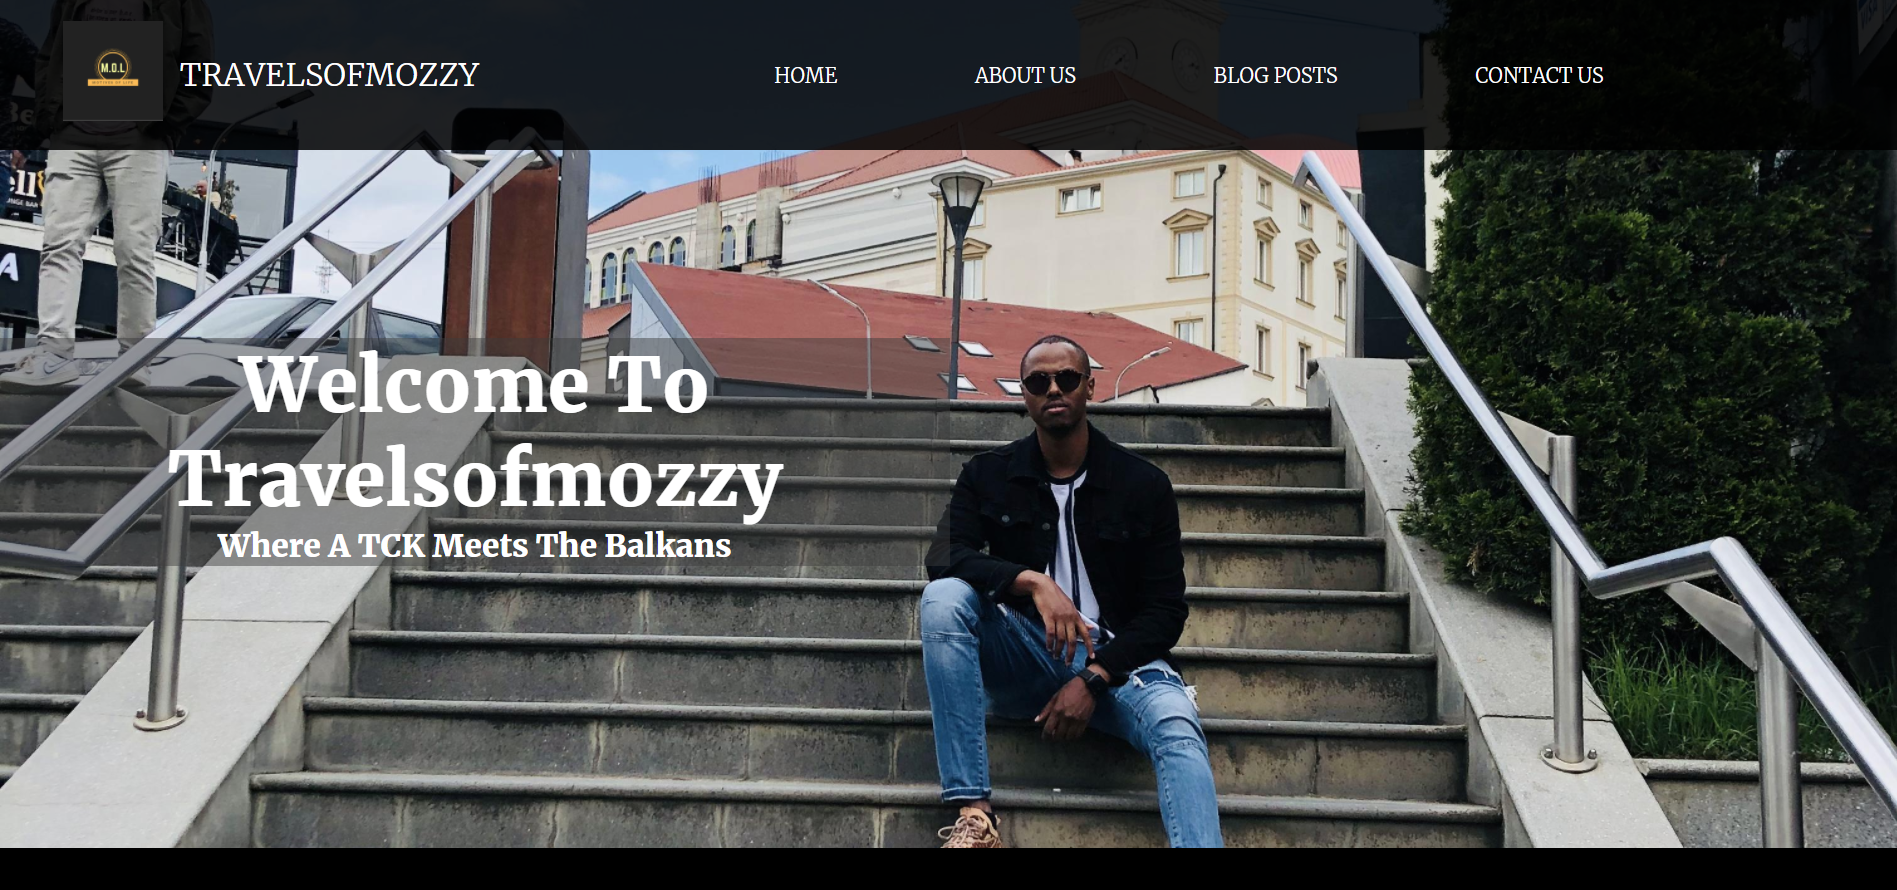 M.O.L
TRAVELSOFMOZZY
HOME
ABOUT US
BLOG POSTS
CONTACT US
Welcome To
Travelsofmozzy
Where A TCK Meets The Balkans